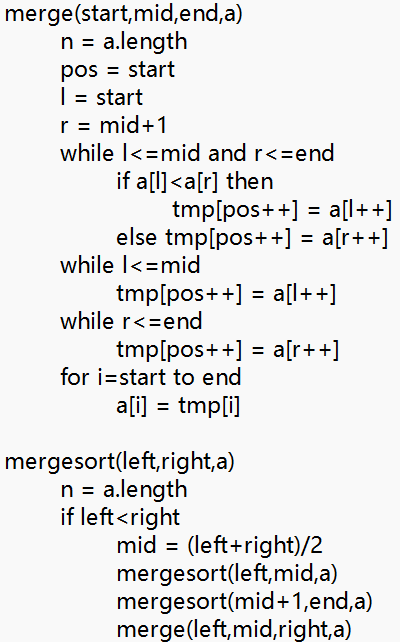 merge(start,mid,end,a)
n = a.length
pos = start
l = start
r = mid+1
while l<=mid and r<=end
if a[l]<a[r] then
tmp[pos++] = a[l++]
else tmp[pos++] = a[r++]
while l<=mid
tmp[pos++] = a[l++]
while r<=end
tmp[pos++] = a[r++]
for i=start to end
a[i] = tmp[i]
mergesort(left,right,a)
n = a.length
if left<right
mid = (left+right)/2
mergesort(left,mid,a)
mergesort(mid+1,end,a)
merge(left,mid,right,a)